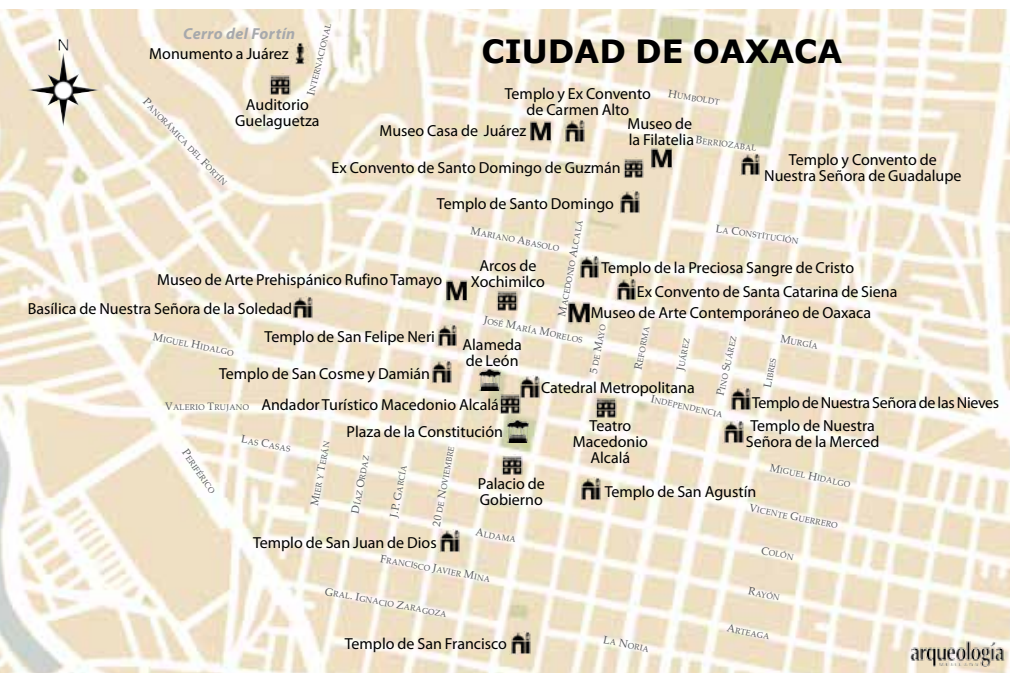 CIUDAD DE OAXACA
N
Cerro del Fortín
Monumento a Juárez
INTERNACIONAL
Auditorio
Guelaguetza
PANORÁMICA DEL FORTÍN
Templo y Ex Convento
de Carmen Alto
HUMBOLDT
Museo Casa de Juárez M
Museo de
la Filatelia M
BERRIOZABAL
Ex Convento de Santo Domingo de Guzmán
Templo y Convento de
Nuestra Señora de Guadalupe
Templo de Santo Domingo
MARIANO ABASOLO
MACEDONIO ALCALÁ
LA CONSTITUCIÓN
Arcos de
Xochimilco
Templo de la Preciosa Sangre de Cristo
Museo de Arte Prehispánico Rufino Tamayo M
Ex Convento de Santa Catarina de Siena
Basílica de Nuestra Señora de la Soledad
M Museo de Arte Contemporáneo de Oaxaca
JOSÉ MARÍA MORELOS
Templo de San Felipe Neri
MIGUEL HIDALGO
Alameda
de León
5 DE MAYO
REFORMA
JUÁREZ
PINO SUÁREZ
LIBRES
MURGÍA
Templo de San Cosme y Damián
Catedral Metropolitana
VALERIO TRUJANO
Andador Turístico Macedonio Alcalá
INDEPENDENCIA
Templo de Nuestra Señora de las Nieves
Plaza de la Constitución
Teatro
Macedonio
Alcalá
Templo de Nuestra
Señora de la Merced
LAS CASAS
PERIFÉRICO
MIER Y TERÁN
DÍAZ ORDAZ
J.P. GARCÍA
20 DE NOVIEMBRE
Palacio de
Gobierno
MIGUEL HIDALGO
Templo de San Agustín
VICENTE GUERRERO
Templo de San Juan de Dios
ALDAMA
COLÓN
FRANCISCO JAVIER MINA
GRAL. IGNACIO ZARAGOZA
RAYÓN
Templo de San Francisco
LA NORIA
ARTEAGA
arqueología